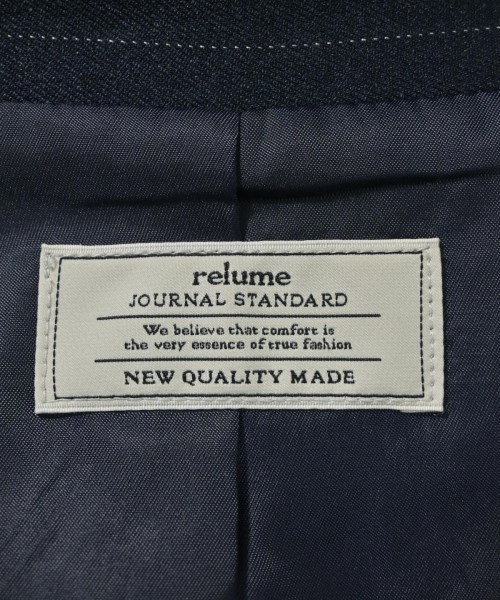 relume
JOURNAL STANDARD
We believe that comfort is
the very essence of true fashion
NEW QUALITY MADE